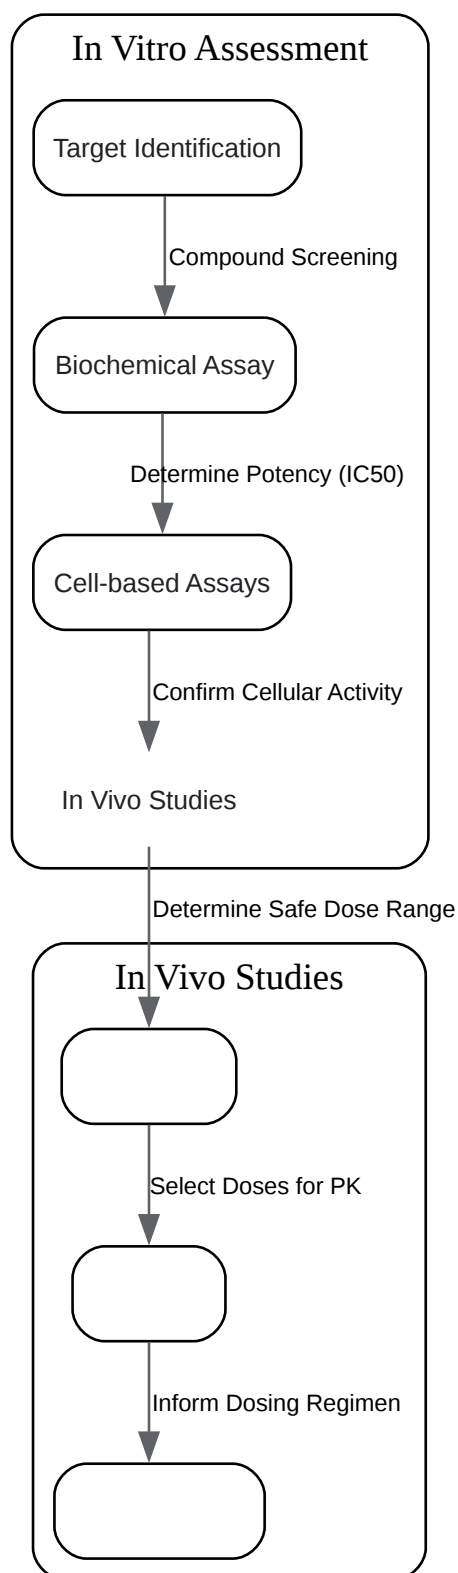 In Vitro Assessment
Target Identification
Compound Screening
Biochemical Assay
Determine Potency (IC50)
Cell-based Assays
Confirm Cellular Activity
In Vivo Studies
Determine Safe Dose Range
In Vivo Studies
Select Doses for PK
Inform Dosing Regimen